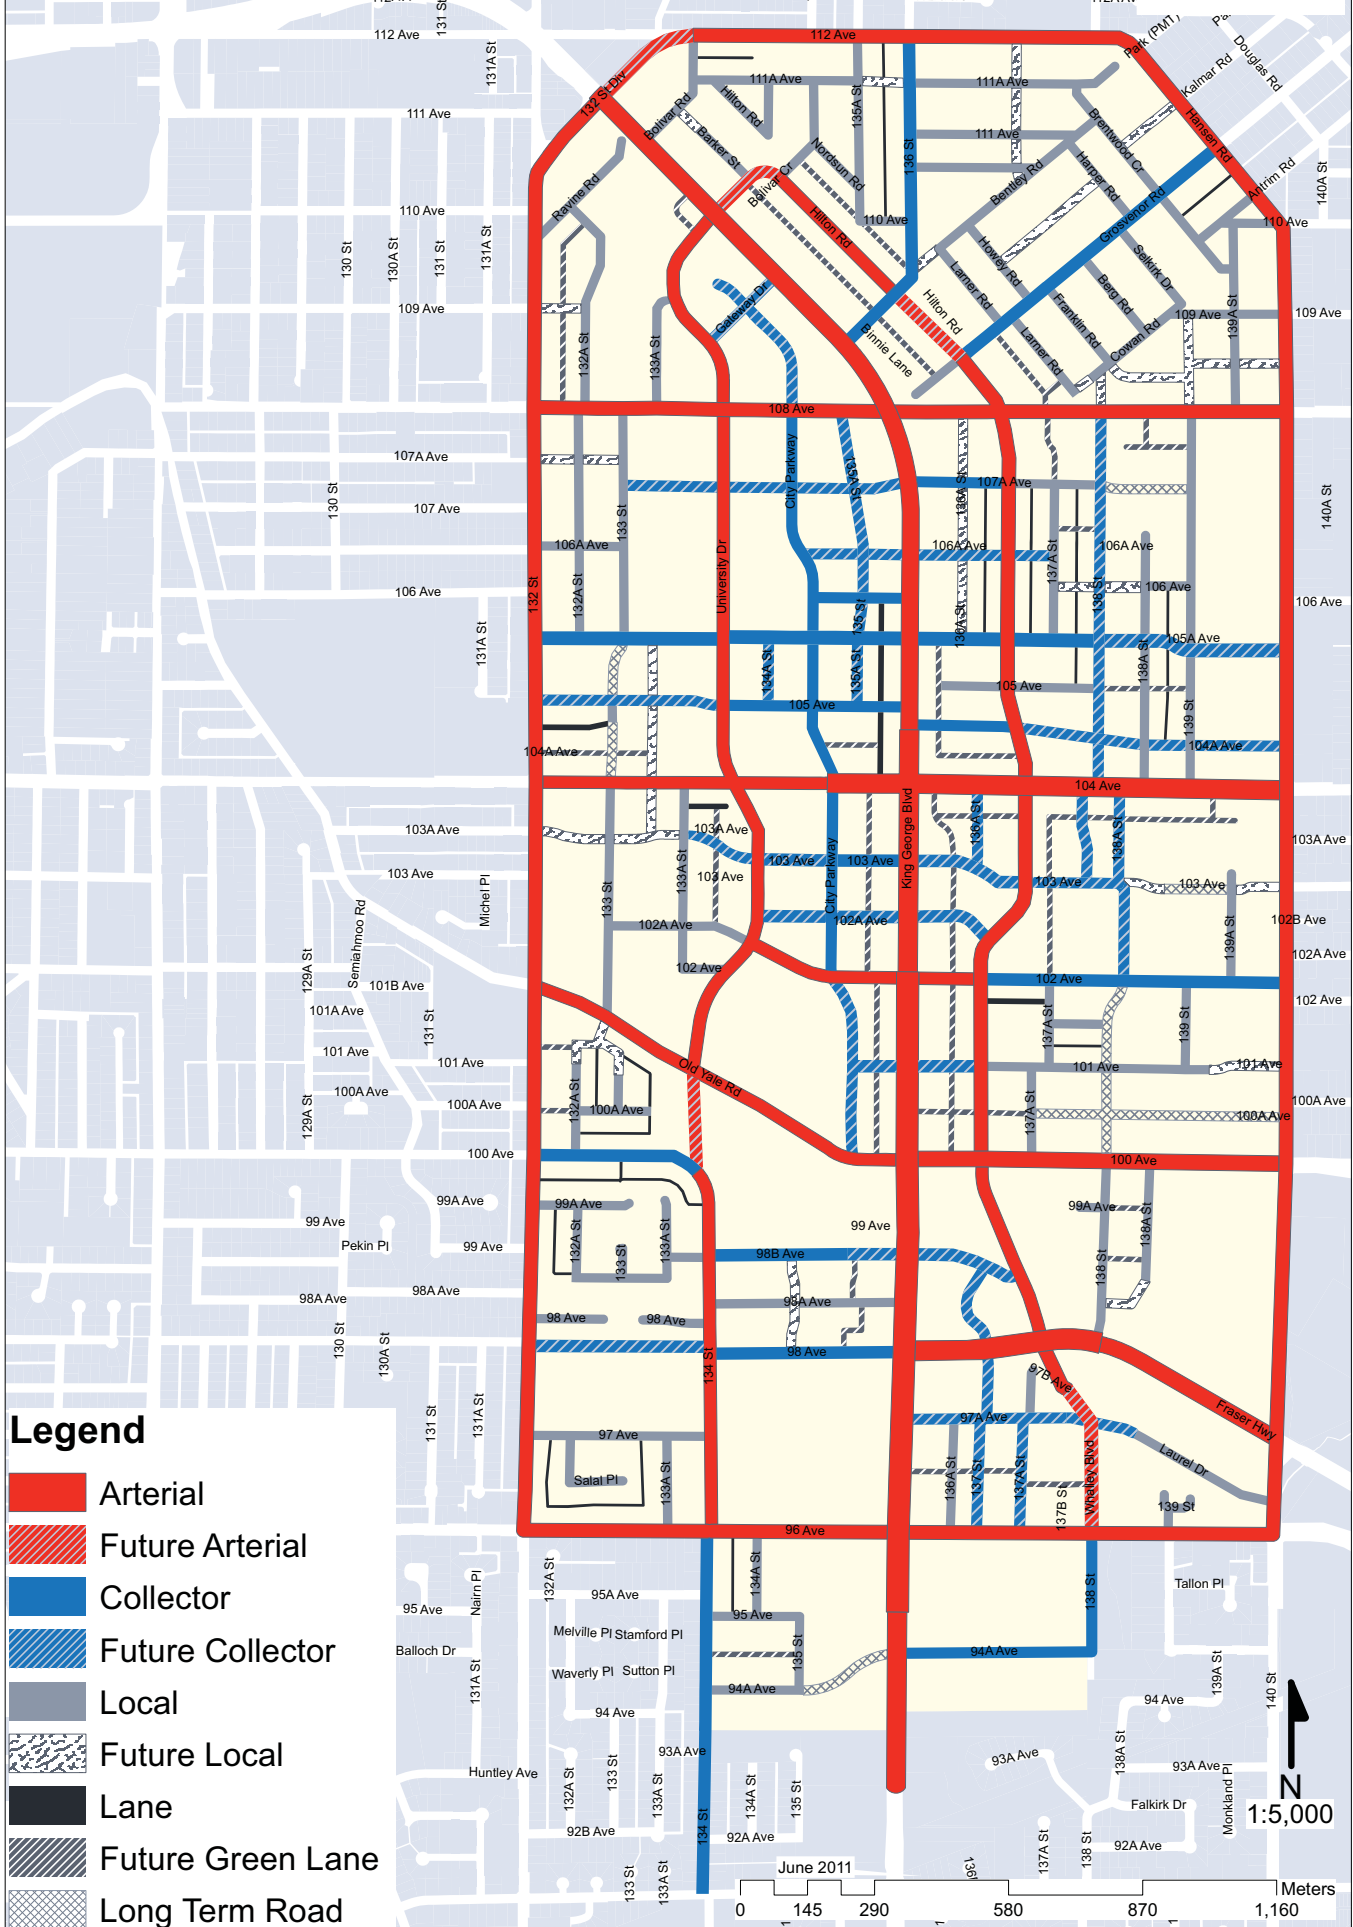 112 Ave
131 St
112 Ave
131A St
132 St Div
Park (PMT)
Douglas Rd
Kalmar Rd
111A Ave
111A Ave
Hilton Rd
135A St
Bolivar Rd
Barker St
111 Ave
111 Ave
Brentwood Cr
Hansen Rd
136 St
Nordsun Rd
Harper Rd
Bentley Rd
Bolivar Cr
Antrim Rd
140A St
Ravine Rd
110 Ave
110 Ave
110 Ave
Hilton Rd
Grosvenor Rd
130 St
130A St
131 St
131A St
Howey Rd
Selkirk Dr
Larner Rd
Berg Rd
109 Ave
Gateway Dr
Hilton Rd
Franklin Rd
109 Ave
139A St
109 Ave
Binnie Lane
Larner Rd
Cowan Rd
132A St
133A St
108 Ave
107A Ave
City Parkway
135A St
136A St
107A Ave
130 St
107 Ave
133 St
140A St
106A Ave
University Dr
106A Ave
137A St
106A Ave
106 Ave
132 St
132A St
138 St
106 Ave
106 Ave
135 St
136A St
131A St
105A Ave
134A St
135A St
138A St
105 Ave
105 Ave
139 St
104A Ave
104A Ave
104 Ave
King George Blvd
103A Ave
103A Ave
136A St
138A St
103A Ave
103 Ave
133A St
103 Ave
103 Ave
103 Ave
City Parkway
103 Ave
103 Ave
Michel Pl
133 St
Semiahmoo Rd
102A Ave
102A Ave
139A St
102B Ave
129A St
102 Ave
102A Ave
101B Ave
102 Ave
102 Ave
101A Ave
131 St
137A St
139 St
101 Ave
101 Ave
Old Yale Rd
101 Ave
101 Ave
100A Ave
100A Ave
132A St
100A Ave
137A St
100A Ave
100A Ave
129A St
100 Ave
100 Ave
99A Ave
99A Ave
99A Ave
138A St
99 Ave
99 Ave
Pekin Pl
99 Ave
132A St
133 St
133A St
98B Ave
138 St
98A Ave
98A Ave
98A Ave
98 Ave
98 Ave
130 St
130A St
134 St
98 Ave
97B Ave
131 St
131A St
97A Ave
Fraser Hwy
97 Ave
Laurel Dr
Salal Pl
133A St
136A St
137 St
137A St
137B St
Whalley Blvd
139 St
96 Ave
Nairn Pl
132A St
95A Ave
134A St
138 St
Tallon Pl
95 Ave
95 Ave
Melville Pl
Stamford Pl
Balloch Dr
135 St
94A Ave
Waverly Pl
Sutton Pl
131A St
94A Ave
139A St
140 St
94 Ave
94 Ave
93A Ave
93A Ave
138A St
93A Ave
Huntley Ave
132A St
133 St
133A St
134A St
135 St
Monkland Pl
Falkirk Dr
134 St
92B Ave
92A Ave
137A St
138 St
92A Ave
133 St
133A St
Legend
Arterial
Future Arterial
Collector
Future Collector
Local
Future Local
Lane
Future Green Lane
Long Term Road
N
1:5,000
June 2011
Meters
0 145 290 580 870 1,160